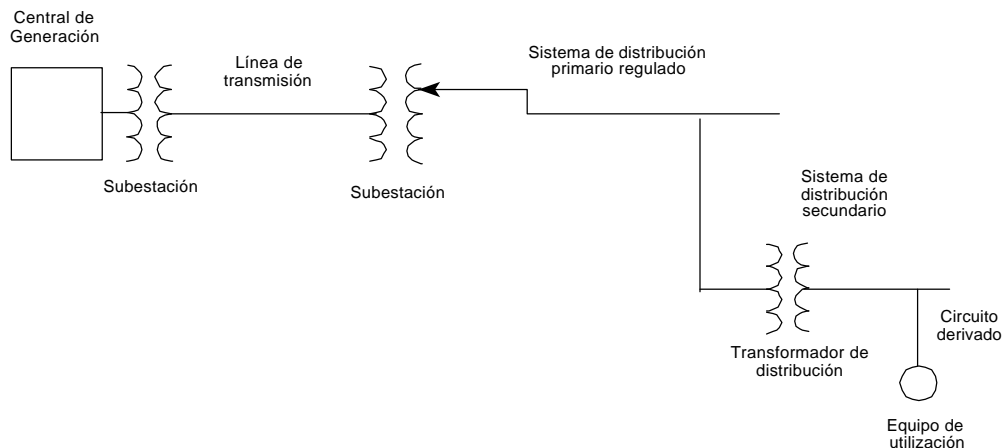 Central de
Generación
Línea de
transmisión
Sistema de distribución
primario regulado
Subestación
Subestación
Sistema de
distribución
secundario
Circuito
derivado
Transformador de
distribución
Equipo de
utilización